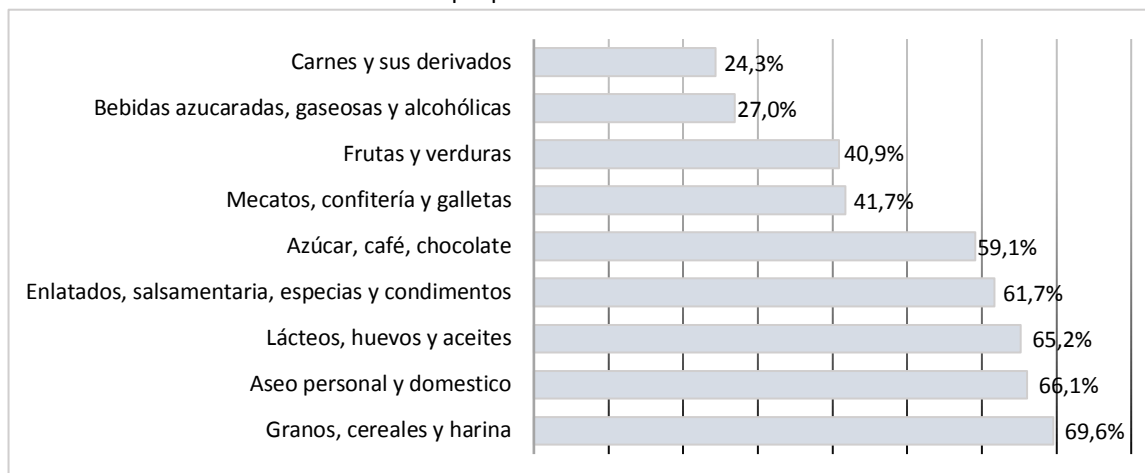 Carnes y sus derivados 24,3%
Bebidas azucaradas, gaseosas y alcohólicas 27,0%
Frutas y verduras 40,9%
Mecatos, confitería y galletas 41,7%
Azúcar, café, chocolate 59,1%
Enlatados, salsamentaria, especias y condimentos 61,7%
Lácteos, huevos y aceites 65,2%
Aseo personal y domestico 66,1%
Granos, cereales y harina 69,6%